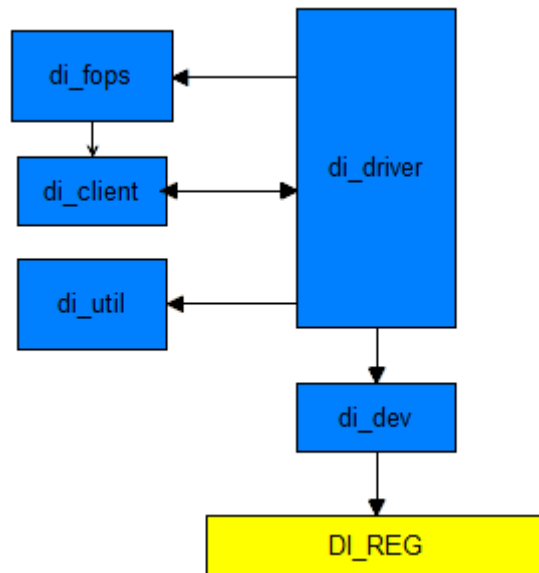 di_fops
di_driver
di_client
di_util
di_dev
DI_REG